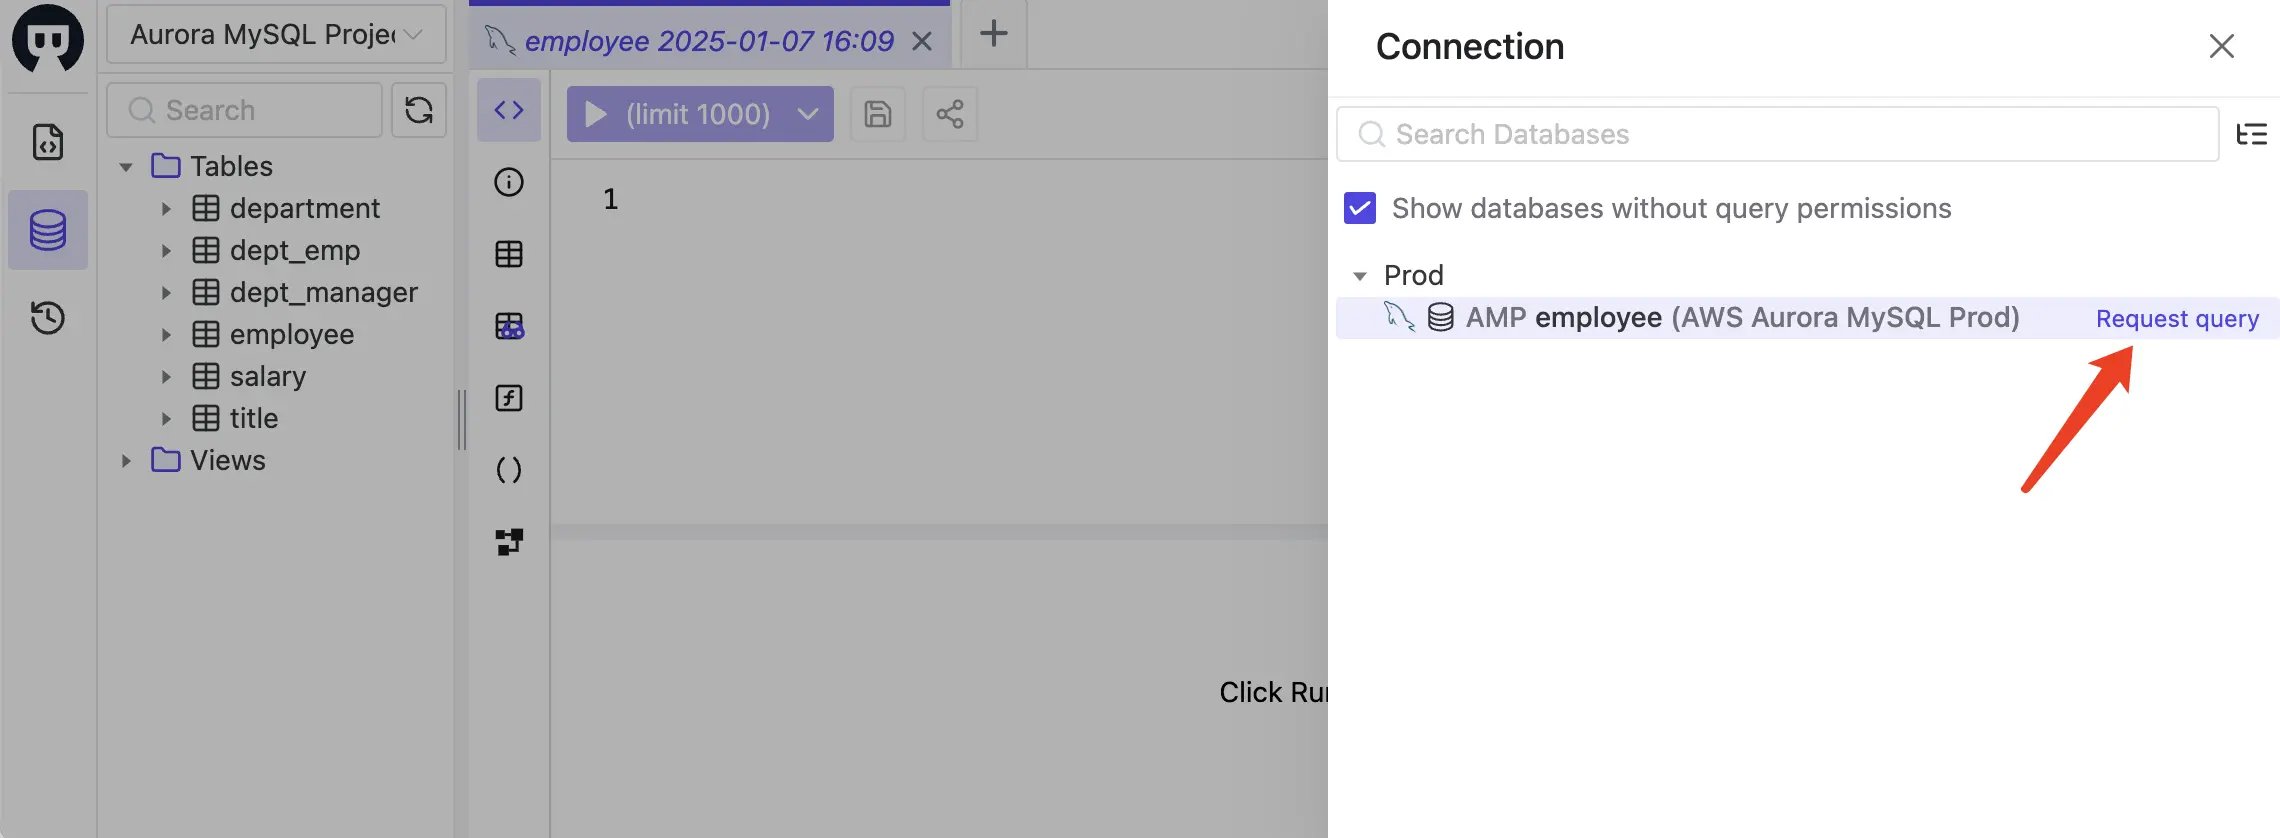 Aurora MySQL Projec
Search
Tables
department
dept_emp
dept_manager
employee
salary
title
Views
employee 2025-01-07 16:09
(limit 1000)
1
Click Run
Connection
Search Databases
Show databases without query permissions
Prod
AMP employee (AWS Aurora MySQL Prod)
Request query